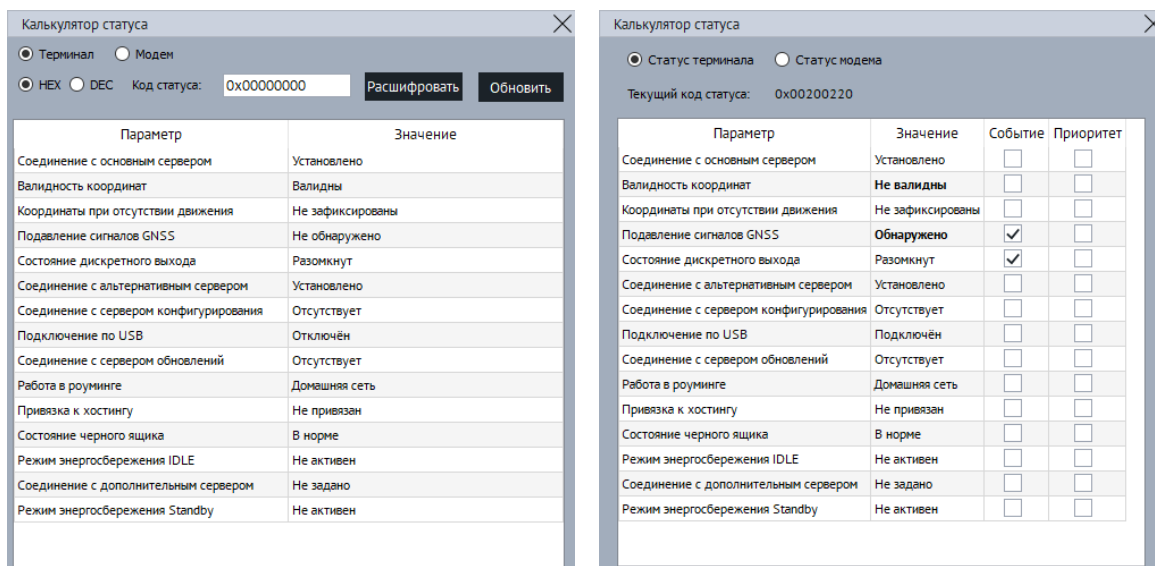 Калькулятор статуса
Терминал Модем
HEX DEC Код статуса: 0x00000000 Расшифровать Обновить
Параметр Значение
Соединение с основным сервером Установлено
Валидность координат Валидны
Координаты при отсутствии движения Не зафиксированы
Подавление сигналов GNSS Не обнаружено
Состояние дискретного выхода Разомкнут
Соединение с альтернативным сервером Установлено
Соединение с сервером конфигурирования Отсутствует
Подключение по USB Отключён
Соединение с сервером обновлений Отсутствует
Работа в роуминге Домашняя сеть
Привязка к хостингу Не привязан
Состояние черного ящика В норме
Режим энергосбережения IDLE Не активен
Соединение с дополнительным сервером Не задано
Режим энергосбережения Standby Не активен
Калькулятор статуса
Статус терминала Статус модема
Текущий код статуса: 0x00200220
Параметр Значение Событие Приоритет
Соединение с основным сервером Установлено
Валидность координат Не валидны
Координаты при отсутствии движения Не зафиксированы
Подавление сигналов GNSS Обнаружено
Состояние дискретного выхода Разомкнут
Соединение с альтернативным сервером Установлено
Соединение с сервером конфигурирования Отсутствует
Подключение по USB Подключён
Соединение с сервером обновлений Отсутствует
Работа в роуминге Домашняя сеть
Привязка к хостингу Не привязан
Состояние черного ящика В норме
Режим энергосбережения IDLE Не активен
Соединение с дополнительным сервером Не задано
Режим энергосбережения Standby Не активен